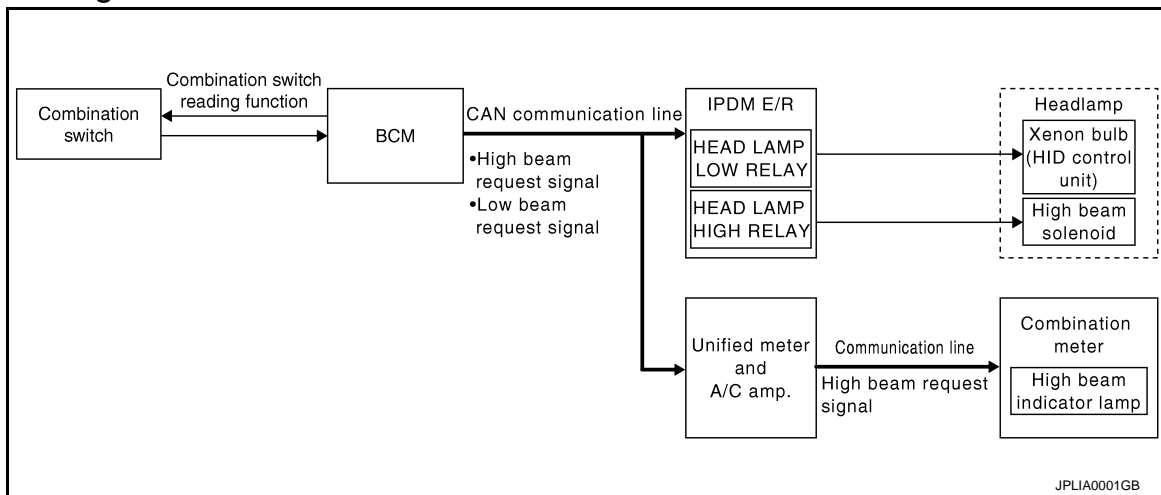 Combination
switch
Combination switch
reading function
BCM
CAN communication line
•High beam
request signal
•Low beam
request signal
IPDM E/R
HEAD LAMP
LOW RELAY
HEAD LAMP
HIGH RELAY
Headlamp
Xenon bulb
(HID control
unit)
High beam
solenoid
Unified meter
and
A/C amp.
Communication line
High beam request
signal
Combination
meter
High beam
indicator lamp
JPLIA0001GB